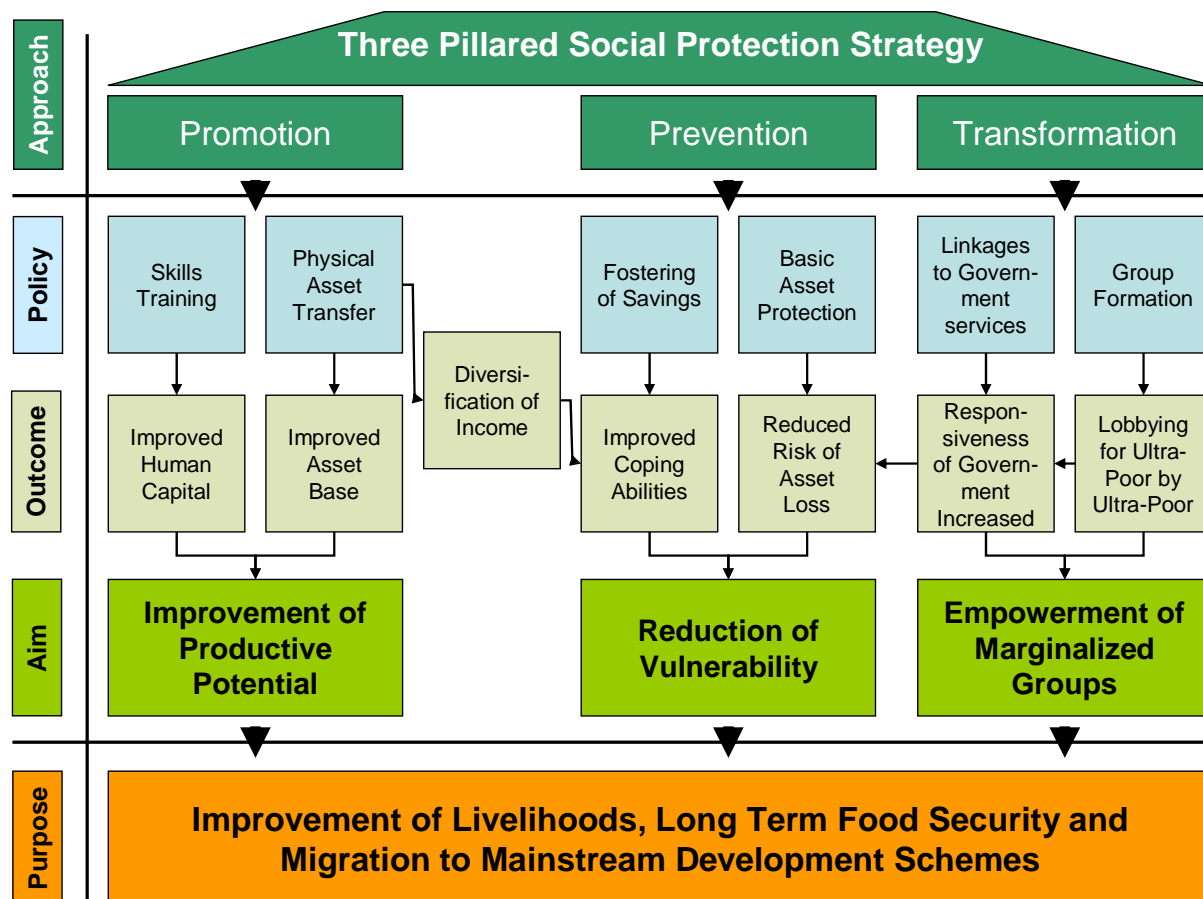 Approach
Three Pillared Social Protection Strategy
Promotion
Prevention
Transformation
Policy
Skills
Training
Physical
Asset
Transfer
Fostering
of Savings
Basic
Asset
Protection
Linkages
to Govern-
ment
services
Group
Formation
Diversi-
fication of
Income
Outcome
Improved
Human
Capital
Improved
Asset
Base
Improved
Coping
Abilities
Reduced
Risk of
Asset
Loss
Respon-
siveness
of Govern-
ment
Increased
Lobbying
for Ultra-
Poor by
Ultra-Poor
Aim
Improvement of
Productive
Potential
Reduction of
Vulnerability
Empowerment of
Marginalized
Groups
Purpose
Improvement of Livelihoods, Long Term Food Security and
Migration to Mainstream Development Schemes